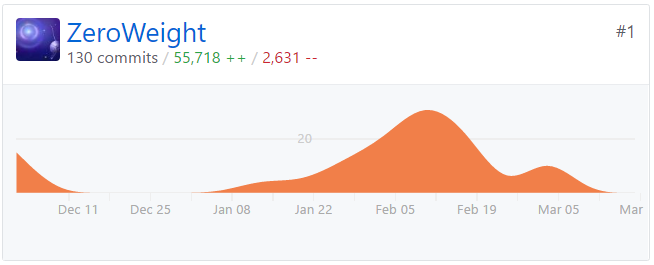 ZeroWeight
#1
130 commits / 55,718 ++ / 2,631 --
20
Dec 11 Dec 25 Jan 08 Jan 22 Feb 05 Feb 19 Mar 05 Mar